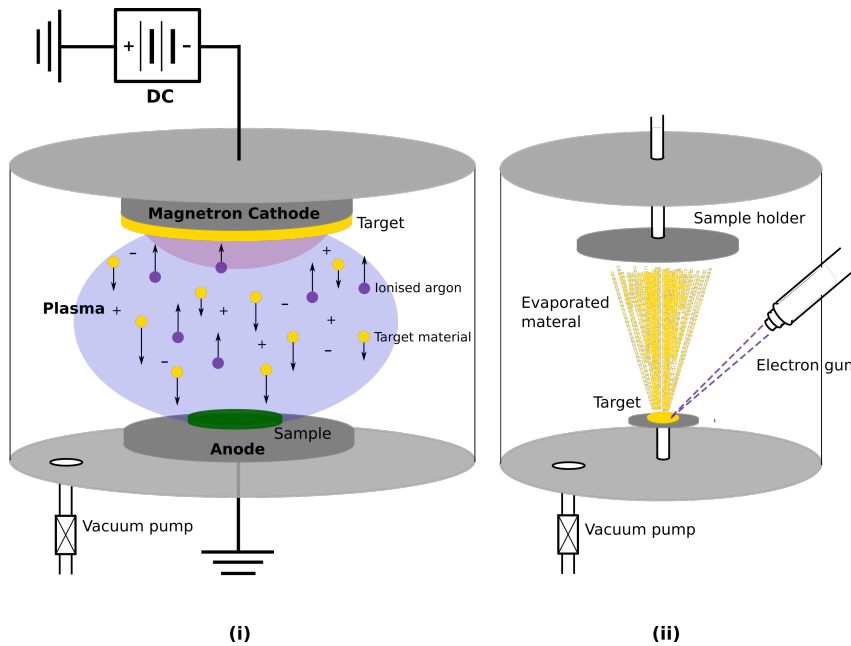 + –
DC
Magnetron Cathode
Target
Sample holder
– +
Ionised argon
Plasma
+ + – +
Evaporated
materal
Target material
+ –
–
Electron gun
Target
Sample
Anode
Vacuum pump
Vacuum pump
(i)
(ii)